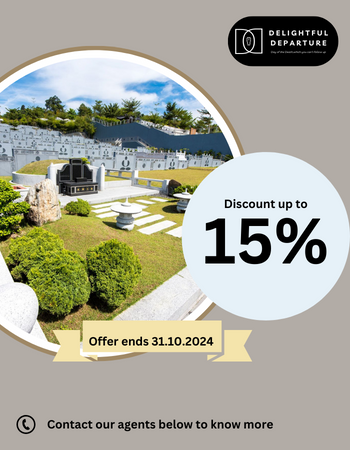 DELIGHTFUL
DEPARTURE
Discount up to
15%
Offer ends 31.10.2024
Contact our agents below to know more